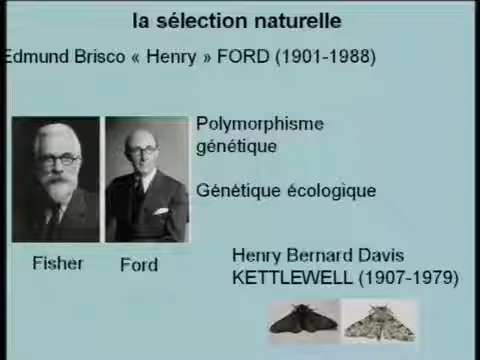 la sélection naturelle
Edmund Brisco « Henry » FORD (1901-1988)
Polymorphisme
génétique
Génétique écologique
Fisher
Ford
Henry Bernard Davis
KETTLEWELL (1907-1979)